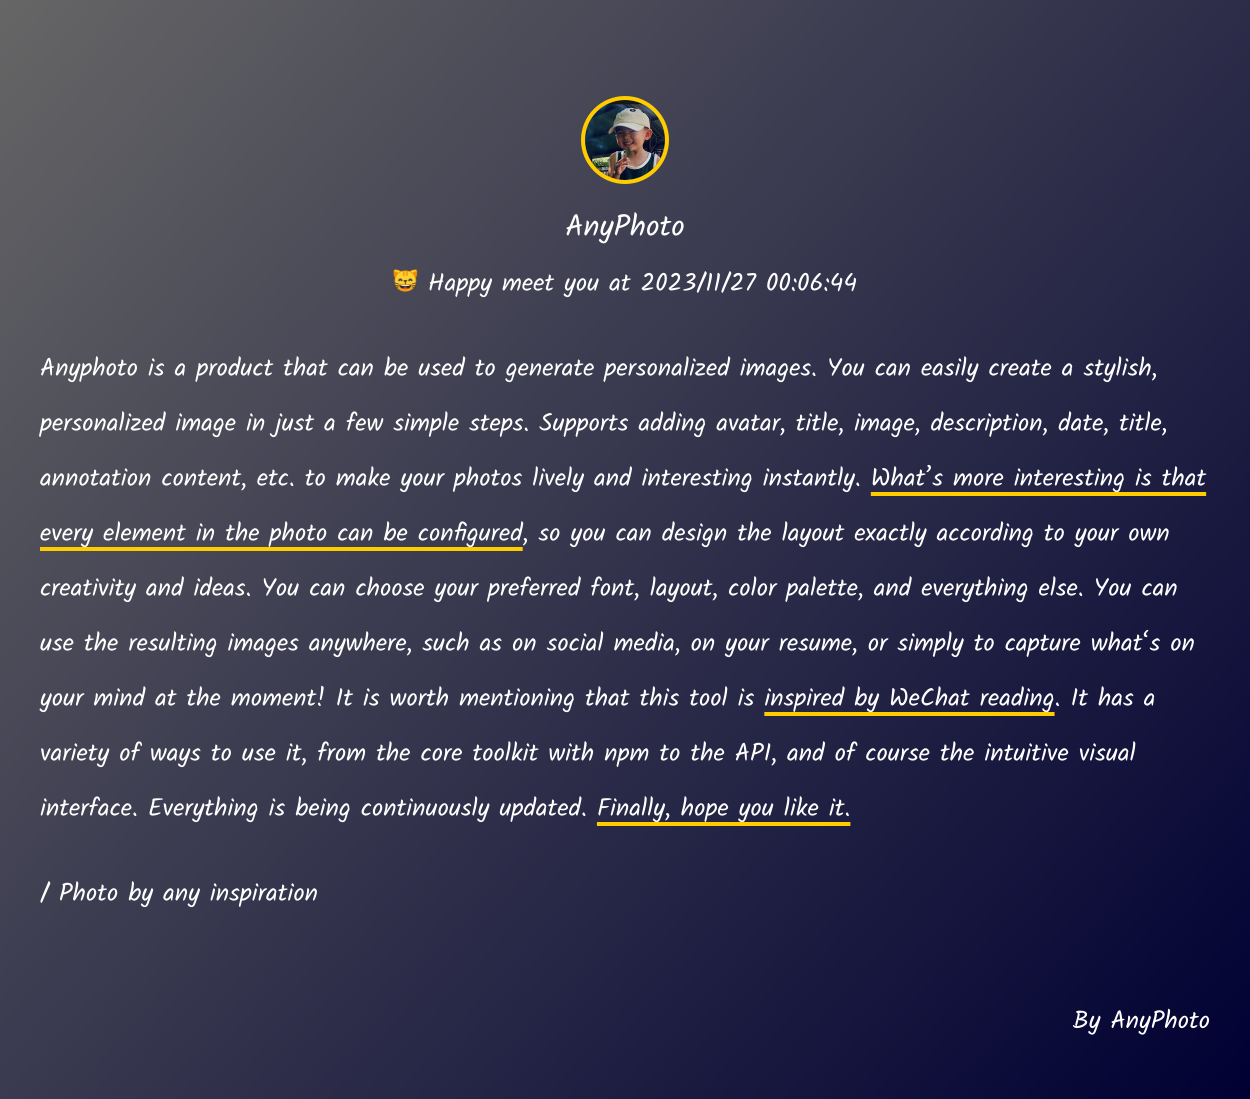 AnyPhoto
😸 Happy meet you at 2023/11/27 00:06:44
Anyphoto is a product that can be used to generate personalized images. You can easily create a stylish,
personalized image in just a few simple steps. Supports adding avatar, title, image, description, date, title,
annotation content, etc. to make your photos lively and interesting instantly. What’s more interesting is that
every element in the photo can be configured, so you can design the layout exactly according to your own
creativity and ideas. You can choose your preferred font, layout, color palette, and everything else. You can
use the resulting images anywhere, such as on social media, on your resume, or simply to capture what‘s on
your mind at the moment! It is worth mentioning that this tool is inspired by WeChat reading. It has a
variety of ways to use it, from the core toolkit with npm to the API, and of course the intuitive visual
interface. Everything is being continuously updated. Finally, hope you like it.
/ Photo by any inspiration
By AnyPhoto